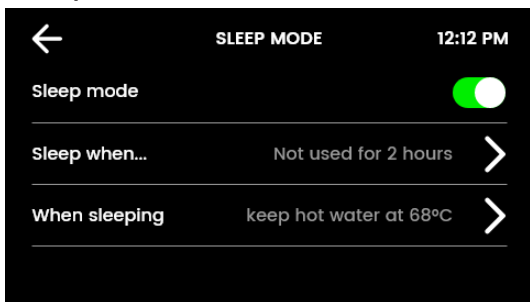 SLEEP MODE 12:12 PM
Sleep mode
Sleep when... Not used for 2 hours
When sleeping keep hot water at 68°C